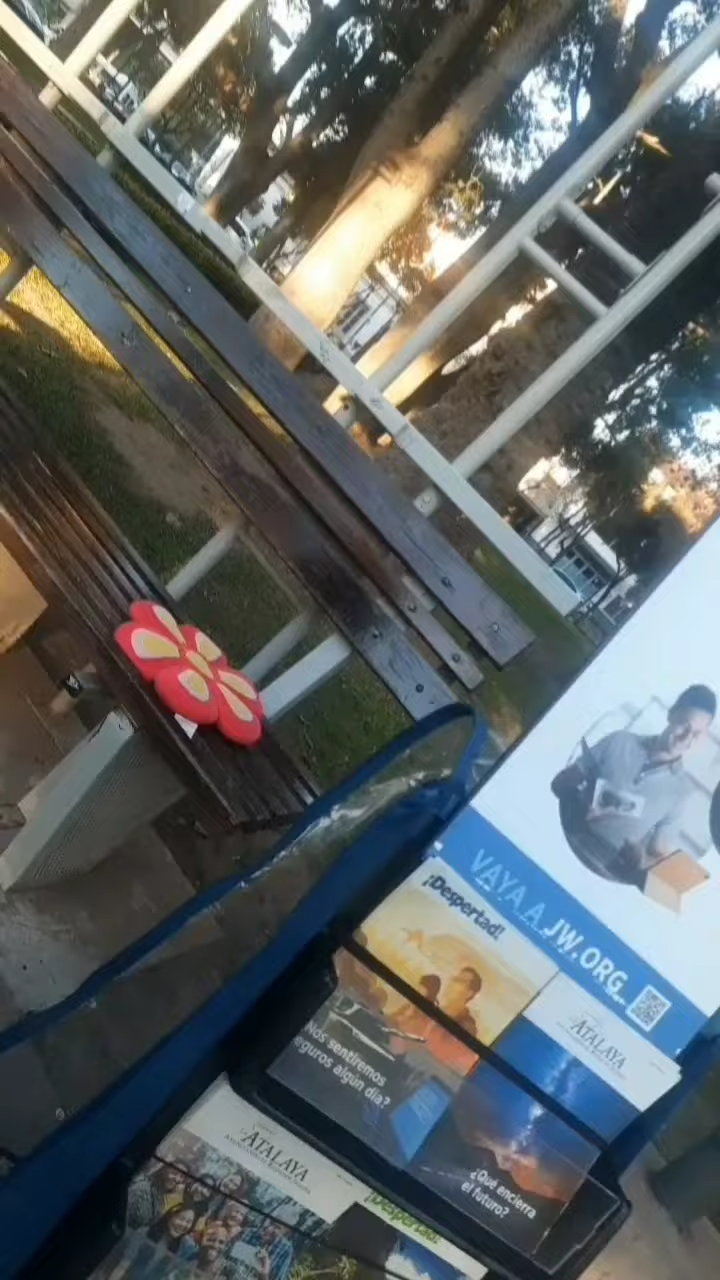 VAYA A JW.ORG
¡Despertad!
LA ATALAYA
¿Nos sentiremos
seguros algún día?
¿Qué encierra
el futuro?
LA ATALAYA
¡Despertad!